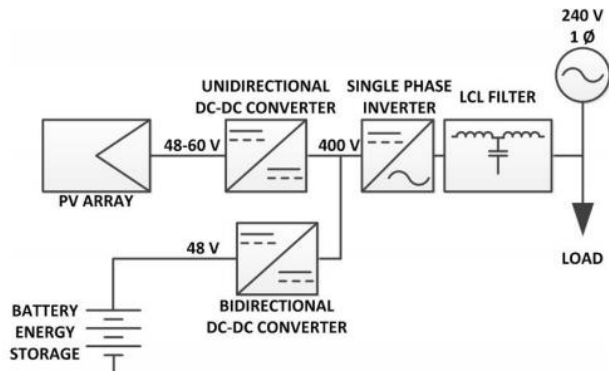 240 V
1 Ø
UNIDIRECTIONAL
DC-DC CONVERTER
SINGLE PHASE
INVERTER
LCL FILTER
48-60 V
400 V
PV ARRAY
48 V
LOAD
BATTERY
ENERGY
STORAGE
BIDIRECTIONAL
DC-DC CONVERTER